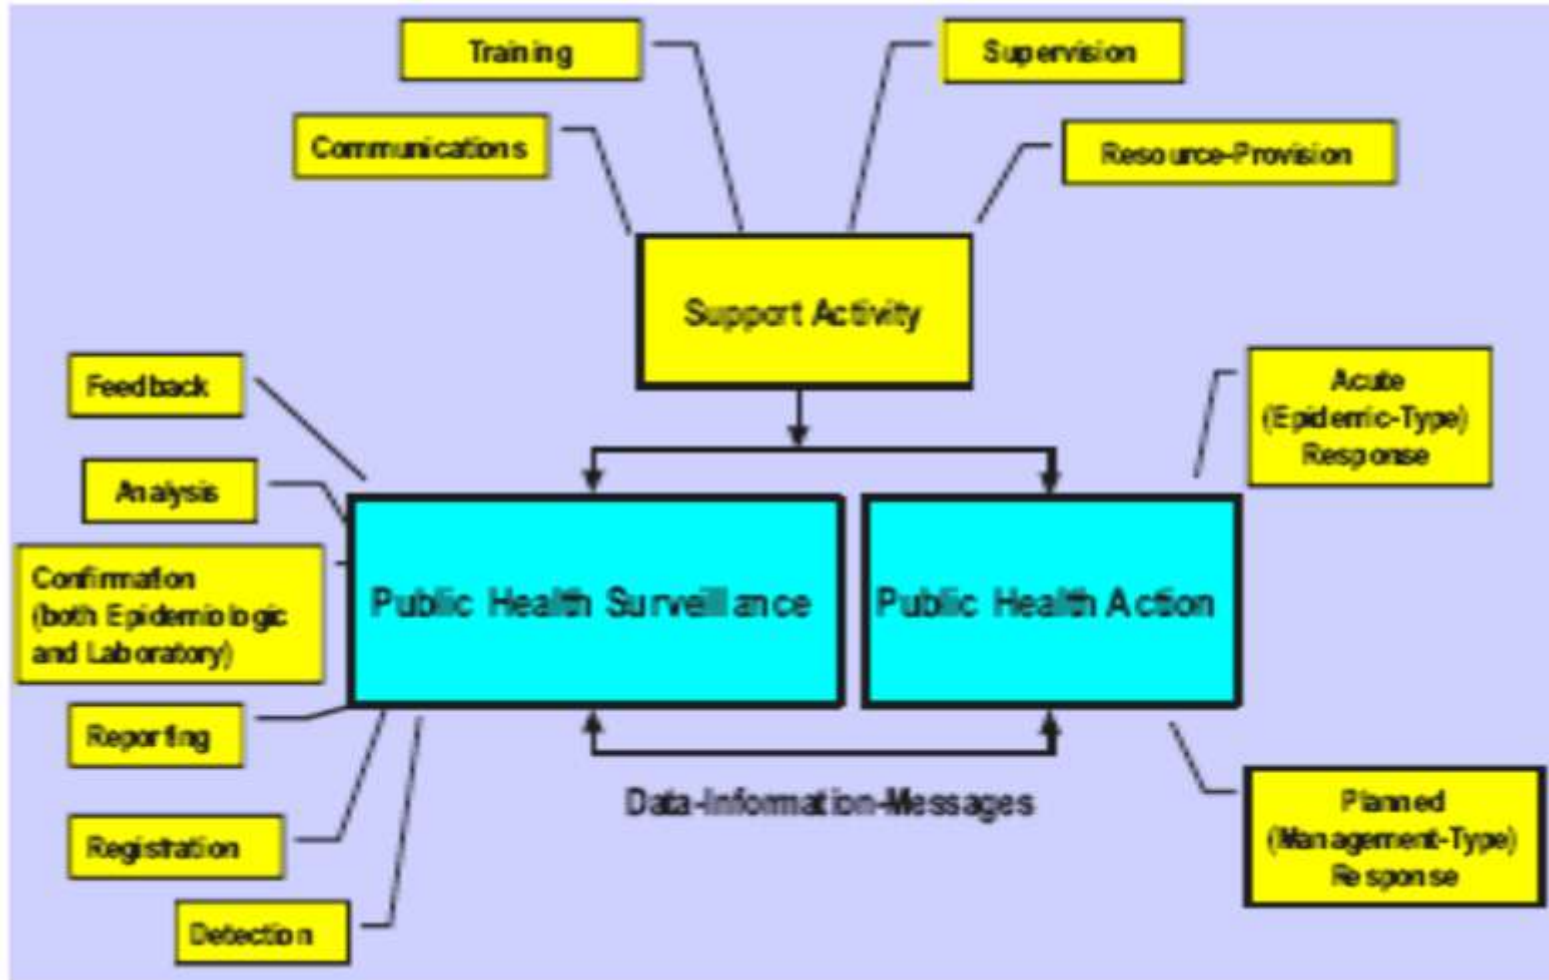 Training
Supervision
Communications
Resource-Provision
Support Activity
Feedback
Acute
(Epidemic-Type)
Response
Analysis
Confirmation
(both Epidemiologic
and Laboratory)
Public Health Surveillance
Public Health Action
Reporting
Data-Information-Messages
Planned
(Management-Type)
Response
Registration
Detection